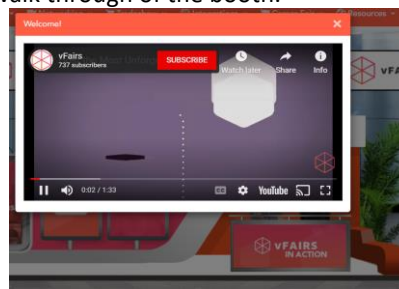 walk through of the booth.
Resources
Welcome!
vFairs
737 subscribers
SUBSCRIBE
Watch later
Share
Info
0:02 / 1:33
CC
YouTube
VFAIRS
IN ACTION